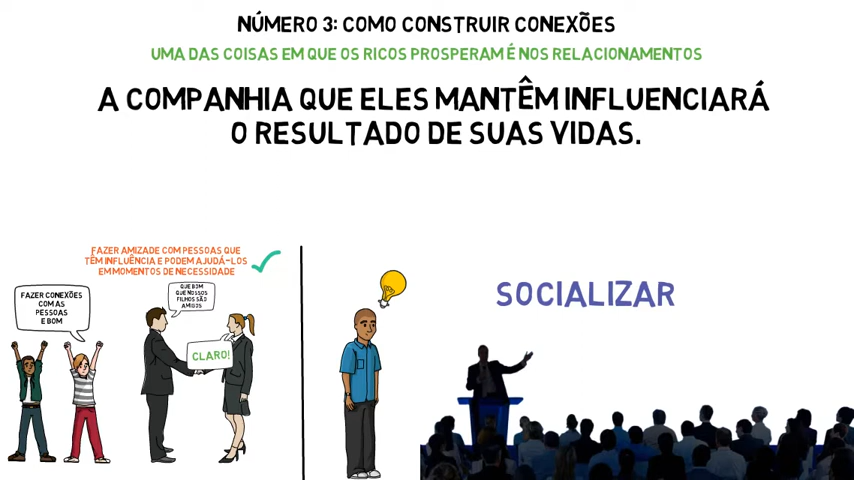 NÚMERO 3: COMO CONSTRUIR CONEXÕES
UMA DAS COISAS EM QUE OS RICOS PROSPERAM É NOS RELACIONAMENTOS
A COMPANHIA QUE ELES MANTÊM INFLUENCIARÁ
O RESULTADO DE SUAS VIDAS.
FAZER AMIZADE COM PESSOAS QUE
TÊM INFLUÊNCIA E PODEM AJUDÁ-LOS
EM MOMENTOS DE NECESSIDADE
FAZER CONEXÕES
COM AS
PESSOAS
E BOM
QUE BOM
QUE NOSSOS
FILHOS SÃO
AMIGOS
CLARO!
SOCIALIZAR